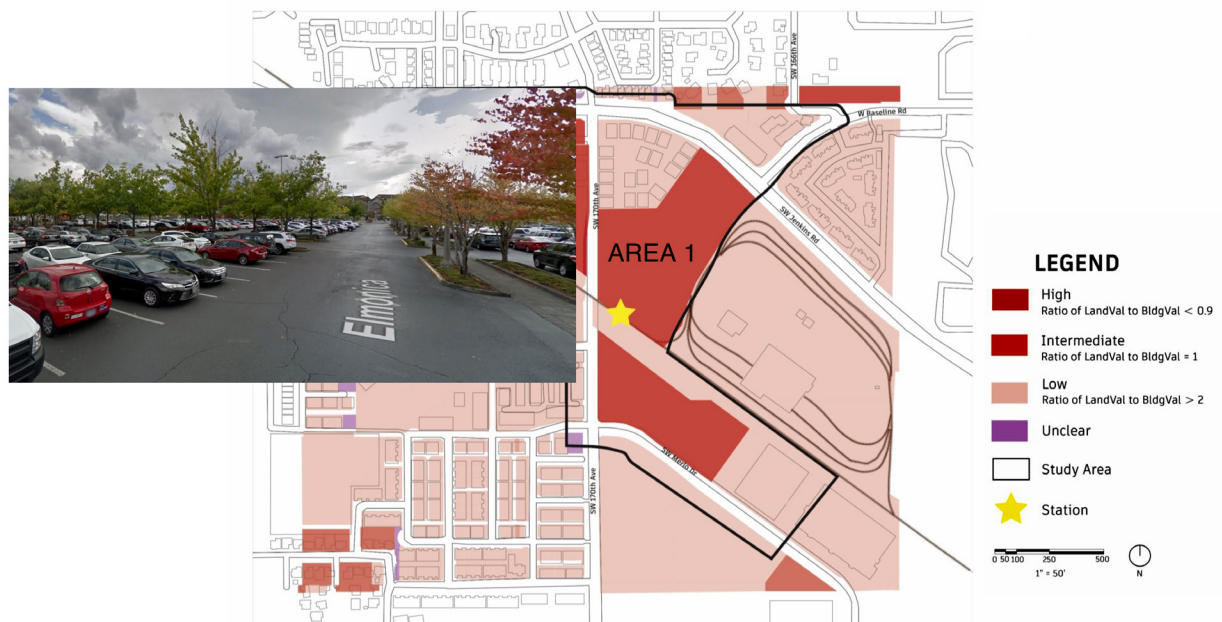 SW 166th Ave
W Baseline Rd
SW 170th Ave
SW Jenkins Rd
AREA 1
Elmonica
SW Merlo Dr
SW 170th Ave
LEGEND
High
Ratio of LandVal to BldgVal < 0.9
Intermediate
Ratio of LandVal to BldgVal = 1
Low
Ratio of LandVal to BldgVal > 2
Unclear
Study Area
Station
0 50 100 250 500
1" = 50'
N